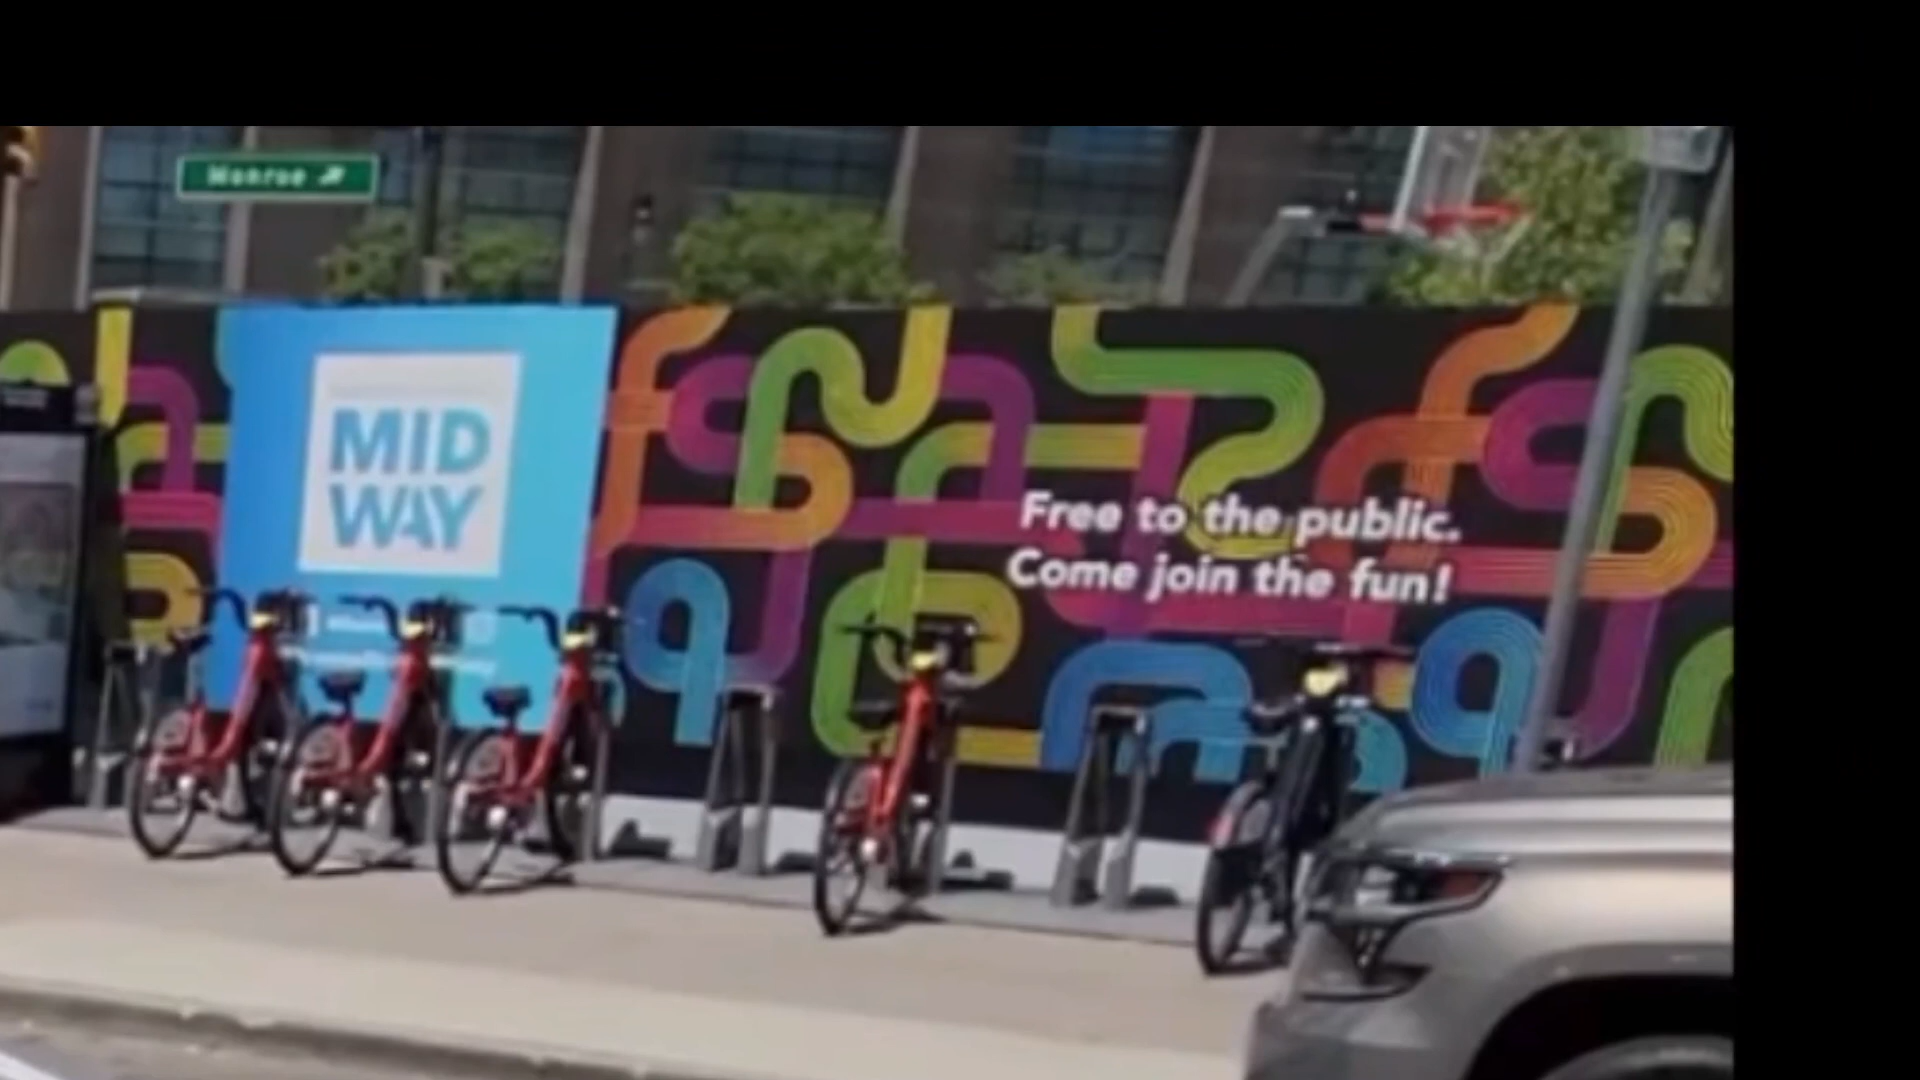 Monroe
MID
WAY
Free to the public.
Come join the fun!